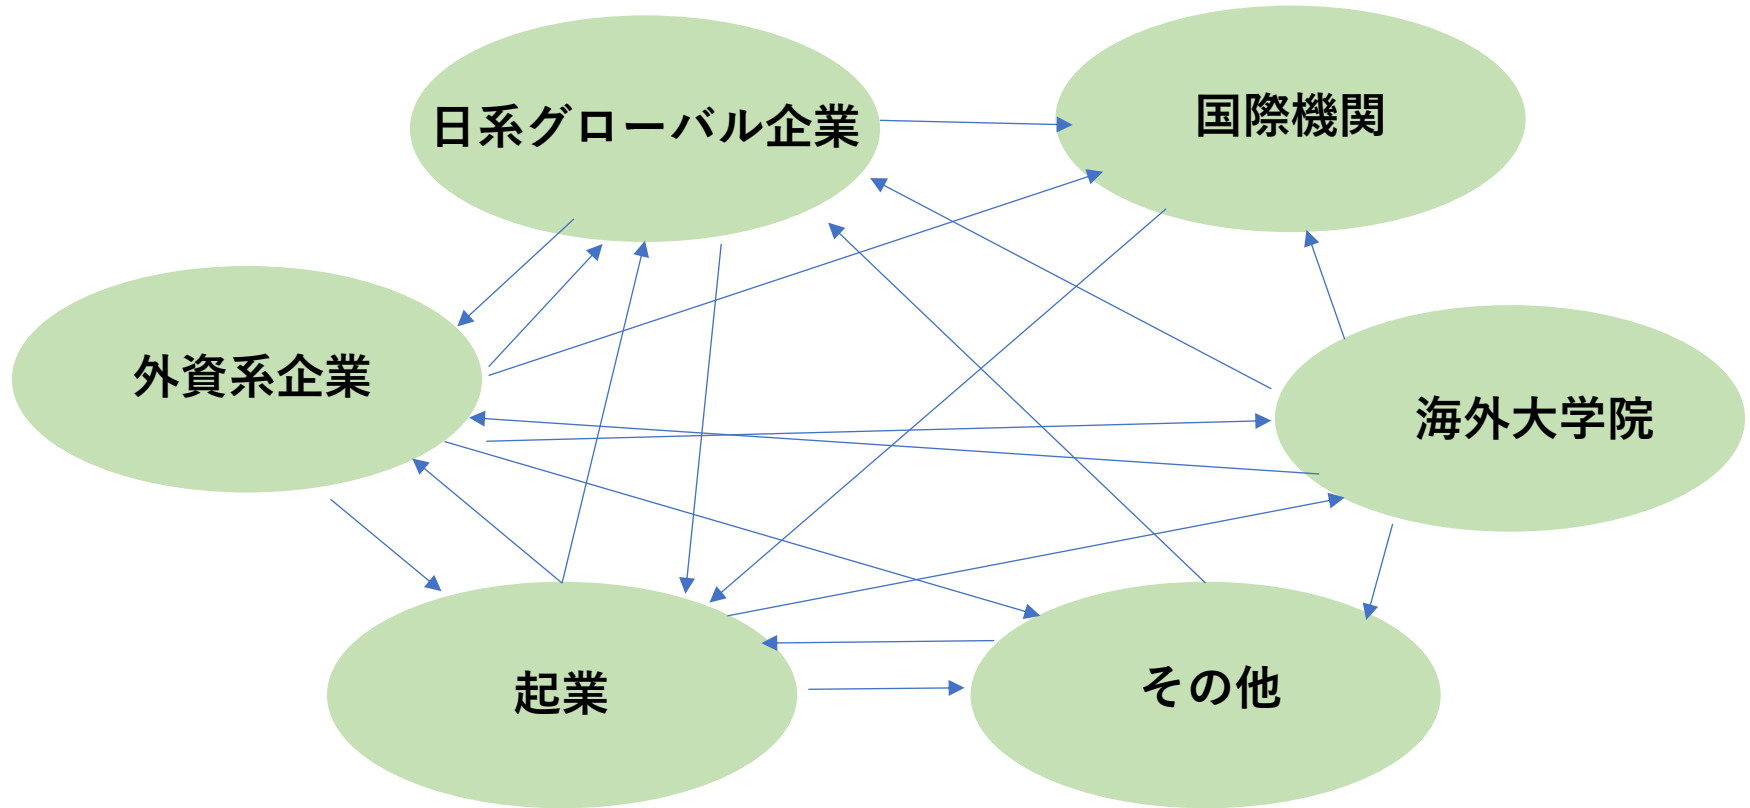 日系グローバル企業
国際機関
外資系企業
海外大学院
起業
その他